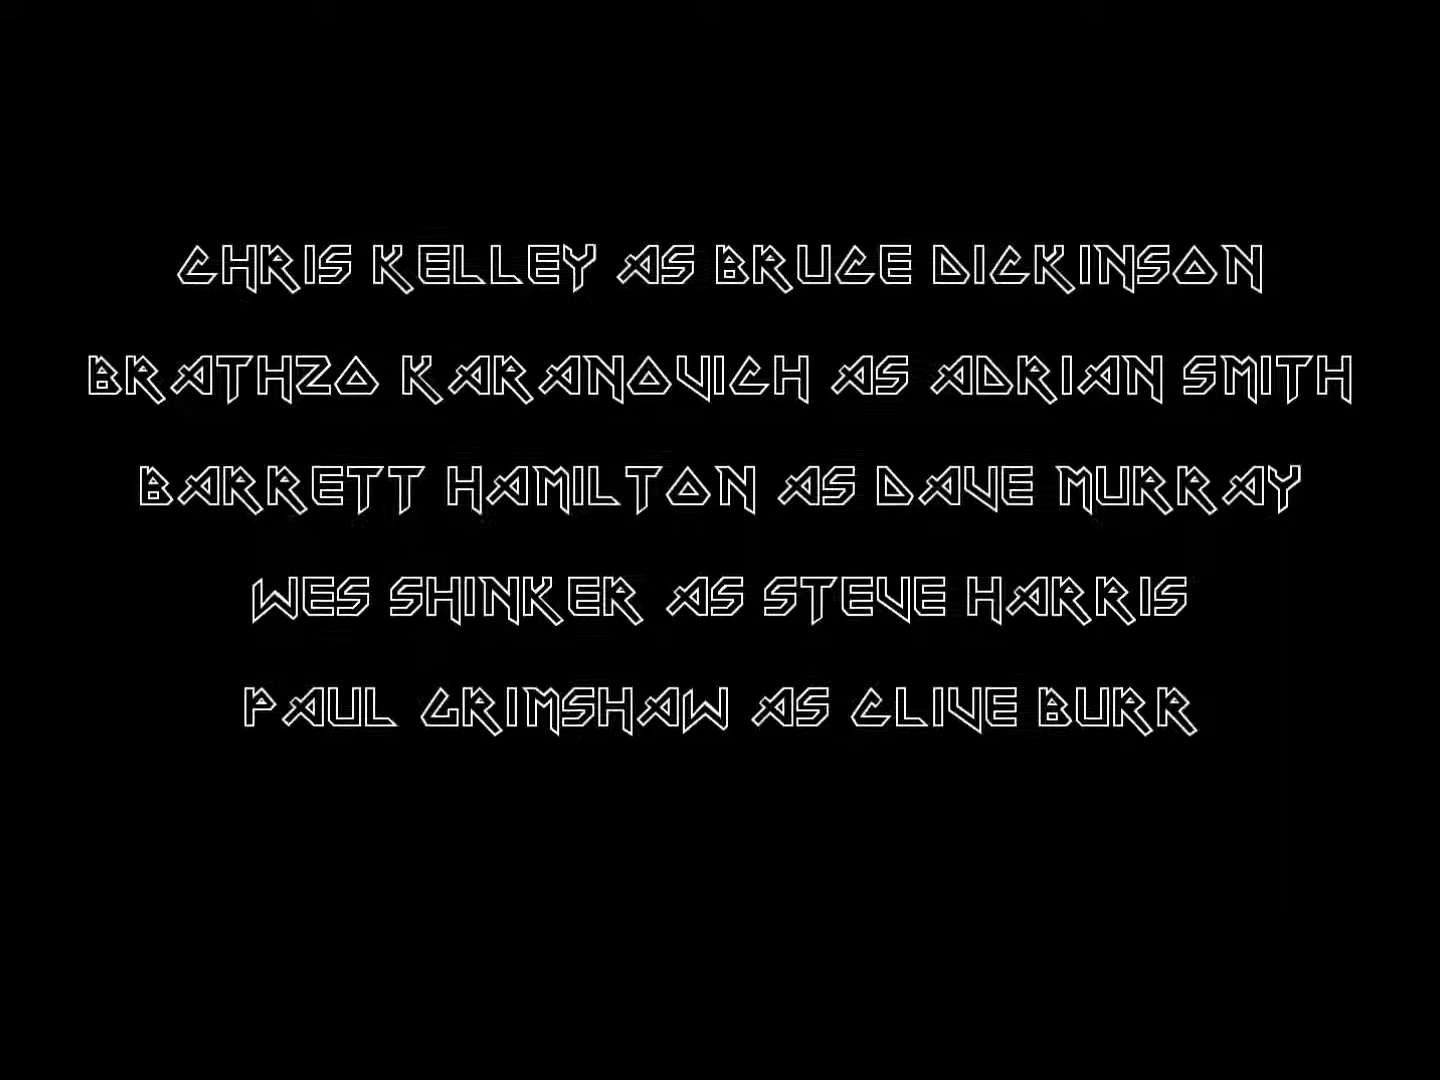 CHRIS KELLEY AS BRUCE DICKINSON
BRATHZO KARANOVICH AS ADRIAN SMITH
BARRETT HAMILTON AS DAVE MURRAY
WES SHINKER AS STEVE HARRIS
PAUL GRIMSHAW AS CLIVE BURR